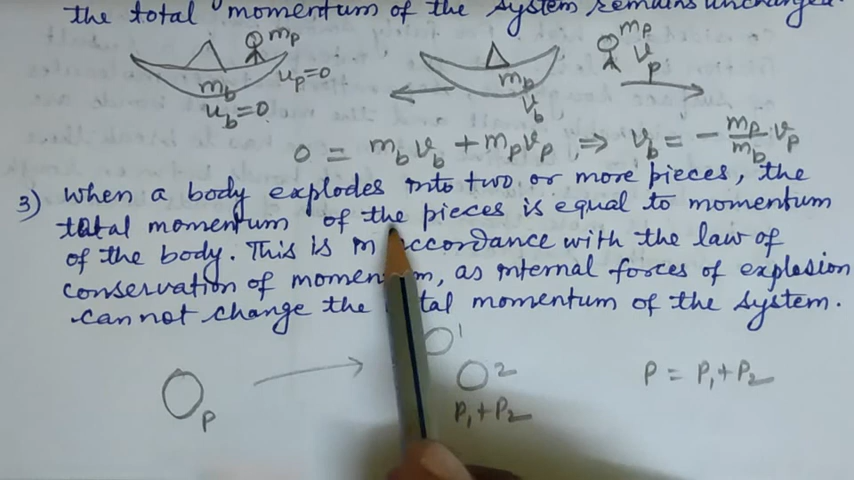 the total momentum of the system remains unchanged.
mp
mp
up=0
vp
mb
ub=0
mb
vb
0 = mbvb + mpvp, ⇒ vb = - mp/mb vp
3) When a body explodes into two or more pieces, the
total momentum of the pieces is equal to momentum
of the body. This is in accordance with the law of
conservation of momentum, as internal forces of explosion
cannot change the total momentum of the system.
1
2
P
P1+P2
P = P1+P2